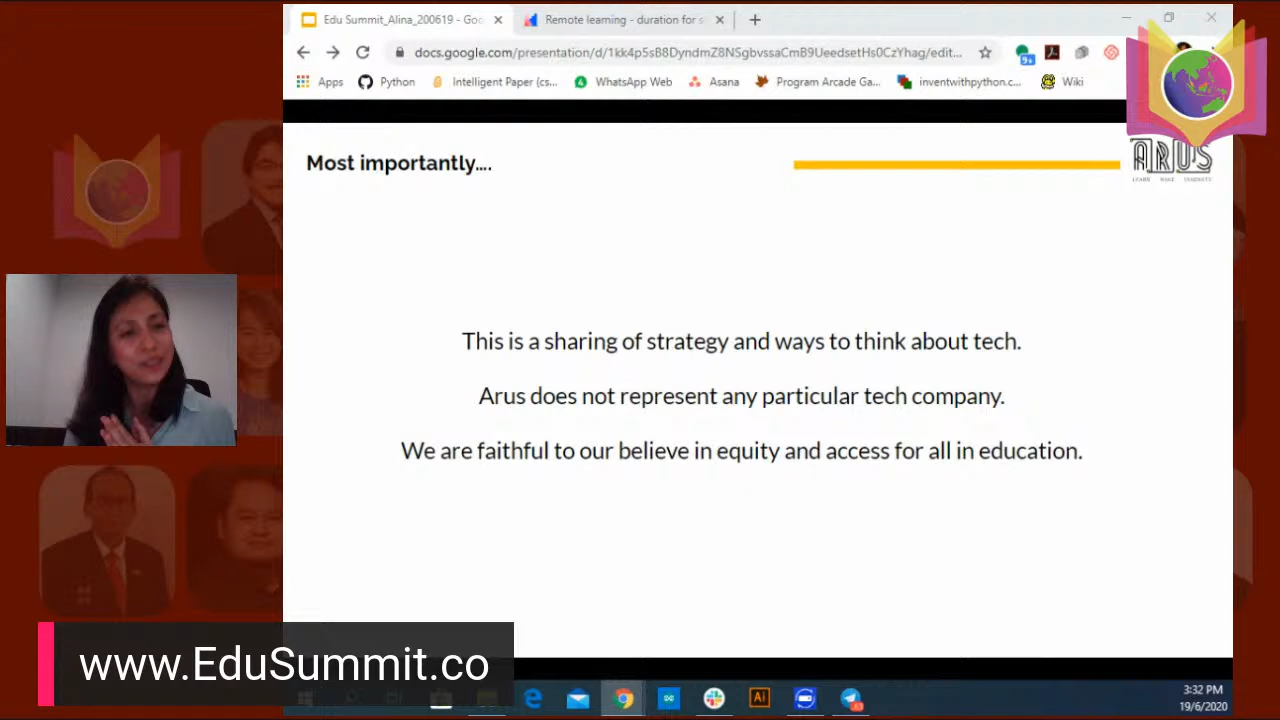 Edu Summit_Alina_200619 - Goo
Remote learning - duration for s
docs.google.com/presentation/d/1kk4p5sB8DyndmZ8NSgbvssaCmB9UeedsetHs0CzYhag/edit...
9+
Apps
Python
Intelligent Paper (cs...
WhatsApp Web
Asana
Program Arcade Ga...
inventwithpython.c...
Wiki
Most importantly....
ARUS
This is a sharing of strategy and ways to think about tech.
Arus does not represent any particular tech company.
We are faithful to our believe in equity and access for all in education.
www.EduSummit.co
Ai
3:32 PM
19/6/2020